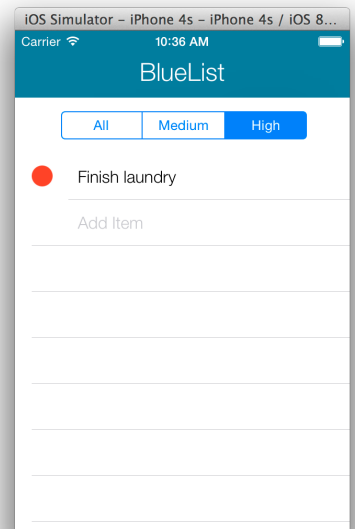 iOS Simulator – iPhone 4s – iPhone 4s / iOS 8...
Carrier 10:36 AM
BlueList
All Medium High
Finish laundry
Add Item